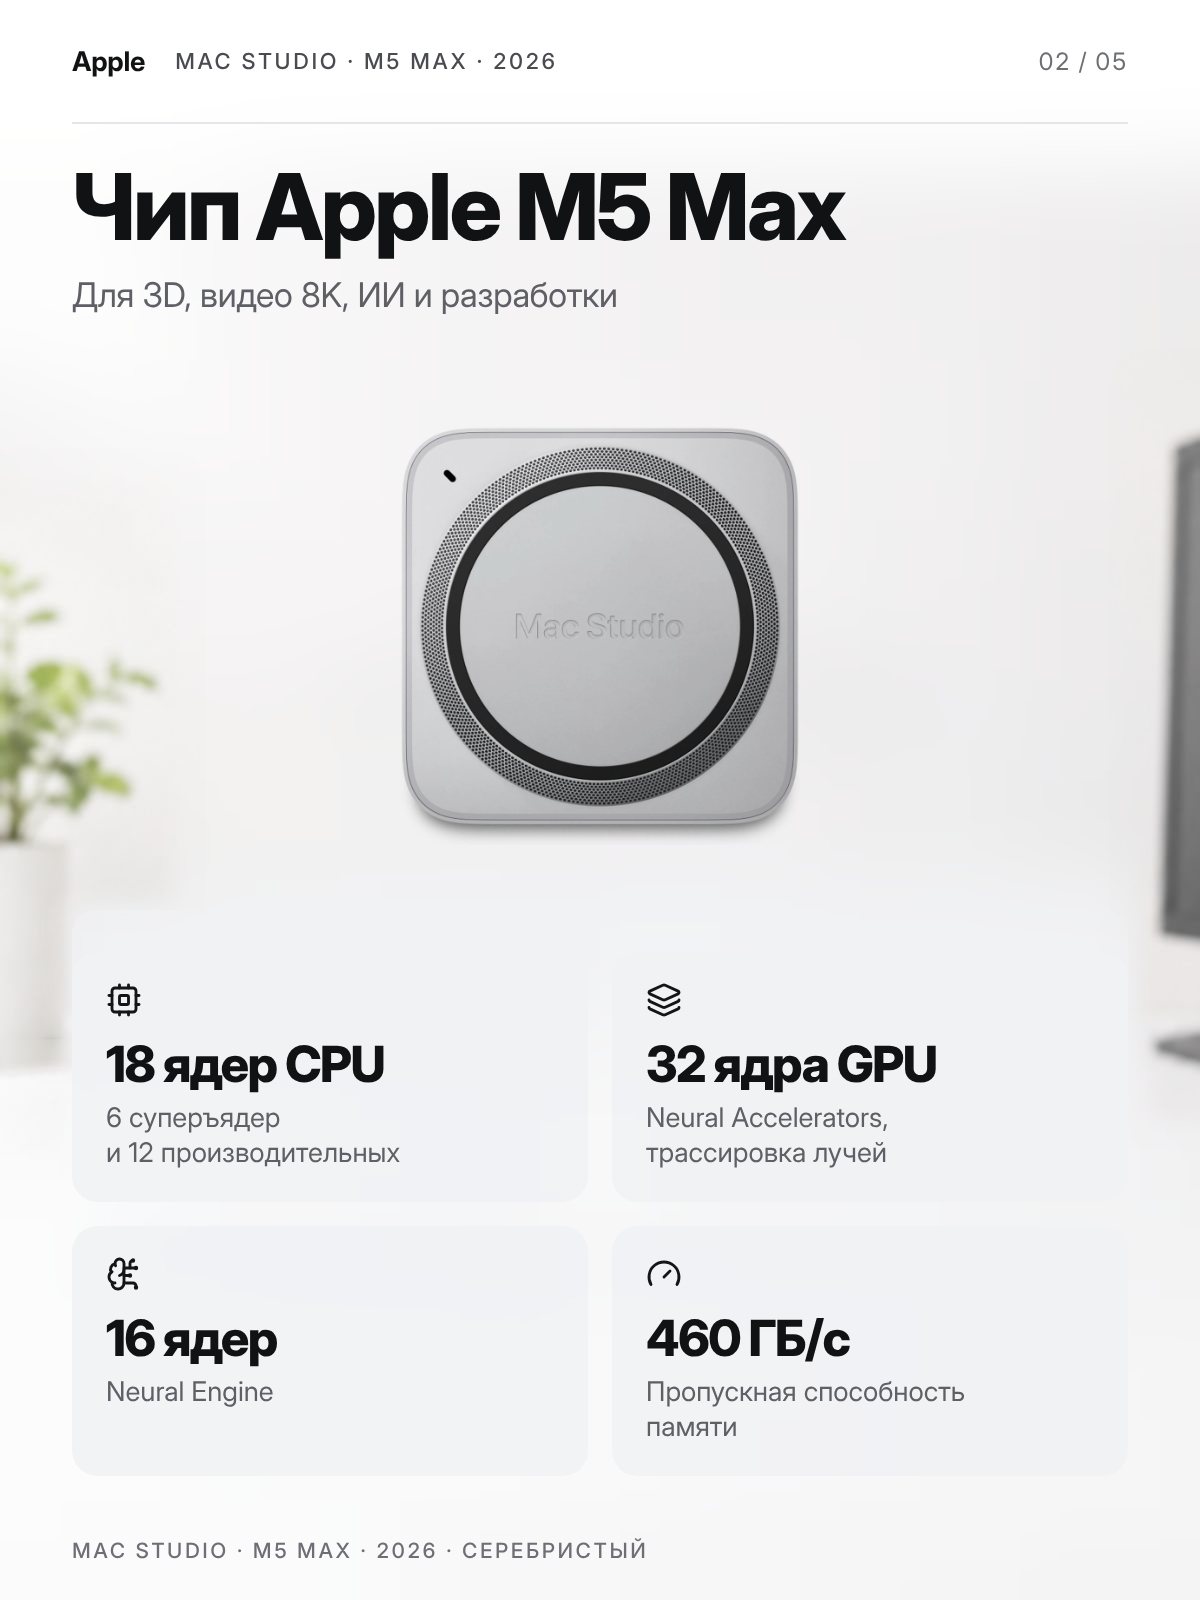 Apple MAC STUDIO · M5 MAX · 2026 02 / 05
Чип Apple M5 Max
Для 3D, видео 8K, ИИ и разработки
Mac Studio
18 ядер CPU
6 суперъядер
и 12 производительных
32 ядра GPU
Neural Accelerators,
трассировка лучей
16 ядер
Neural Engine
460 ГБ/с
Пропускная способность
памяти
MAC STUDIO · M5 MAX · 2026 · СЕРЕБРИСТЫЙ